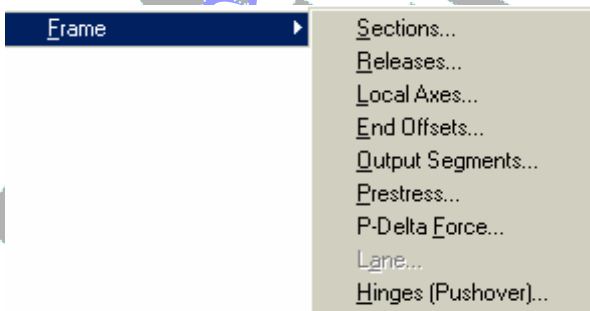 Frame
Sections...
Releases...
Local Axes...
End Offsets...
Output Segments...
Prestress...
P-Delta Force...
Lane...
Hinges (Pushover)...